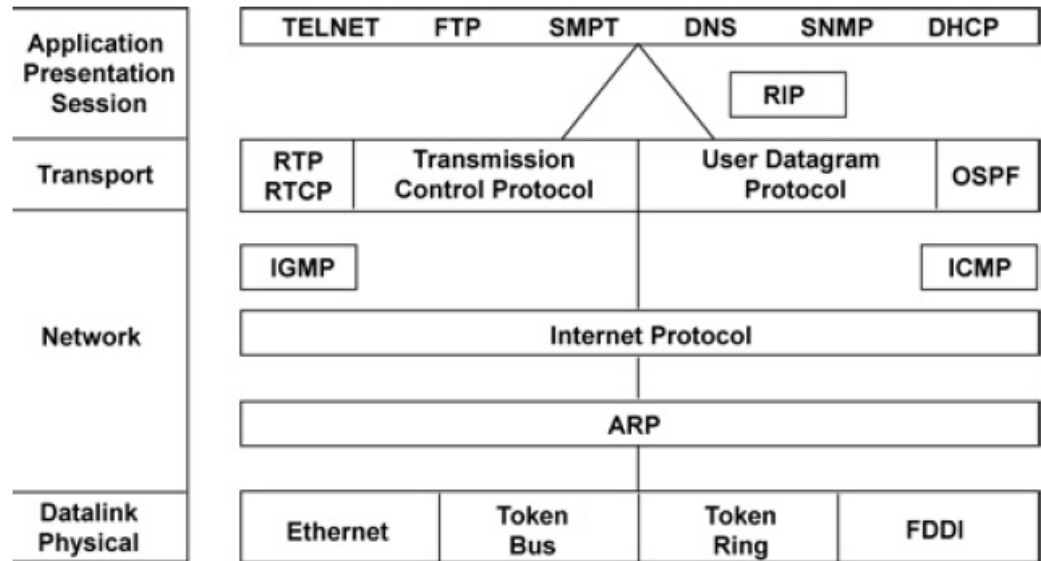 Application
Presentation
Session
TELNET FTP SMPT DNS SNMP DHCP
RIP
Transport
RTP
RTCP
Transmission
Control Protocol
User Datagram
Protocol
OSPF
IGMP
ICMP
Network
Internet Protocol
ARP
Datalink
Physical
Ethernet
Token
Bus
Token
Ring
FDDI